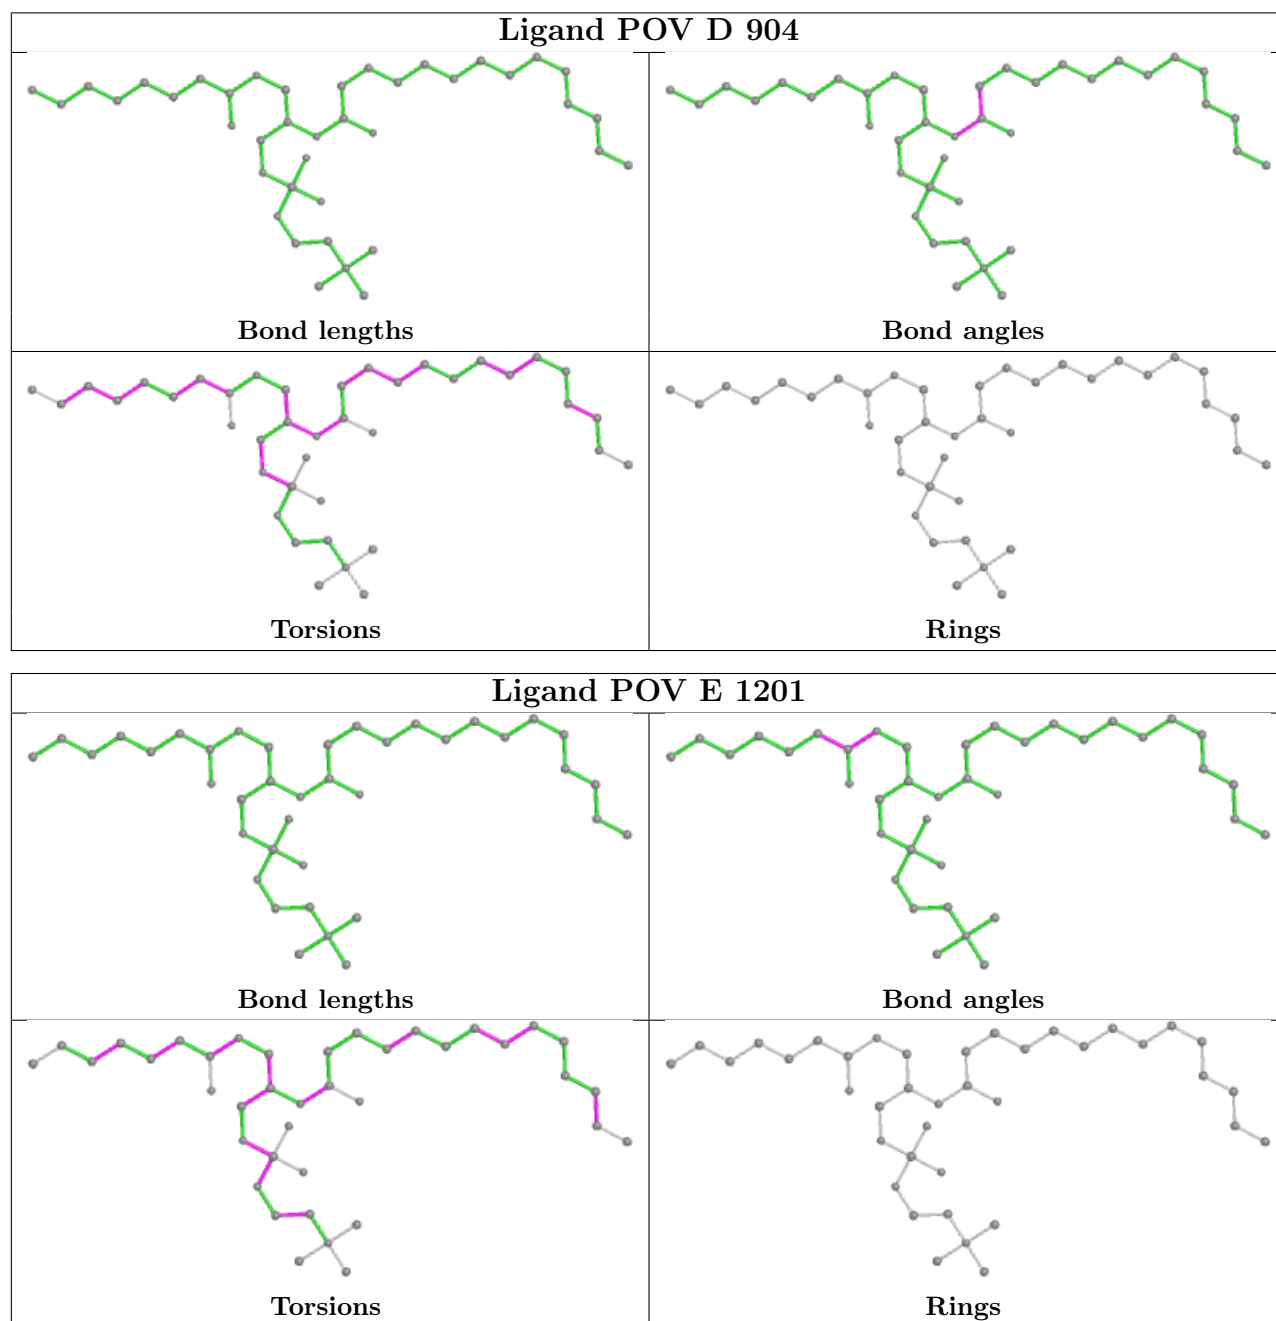 Ligand POV D 904
Bond lengths
Bond angles
Torsions
Rings
Ligand POV E 1201
Bond lengths
Bond angles
Torsions
Rings